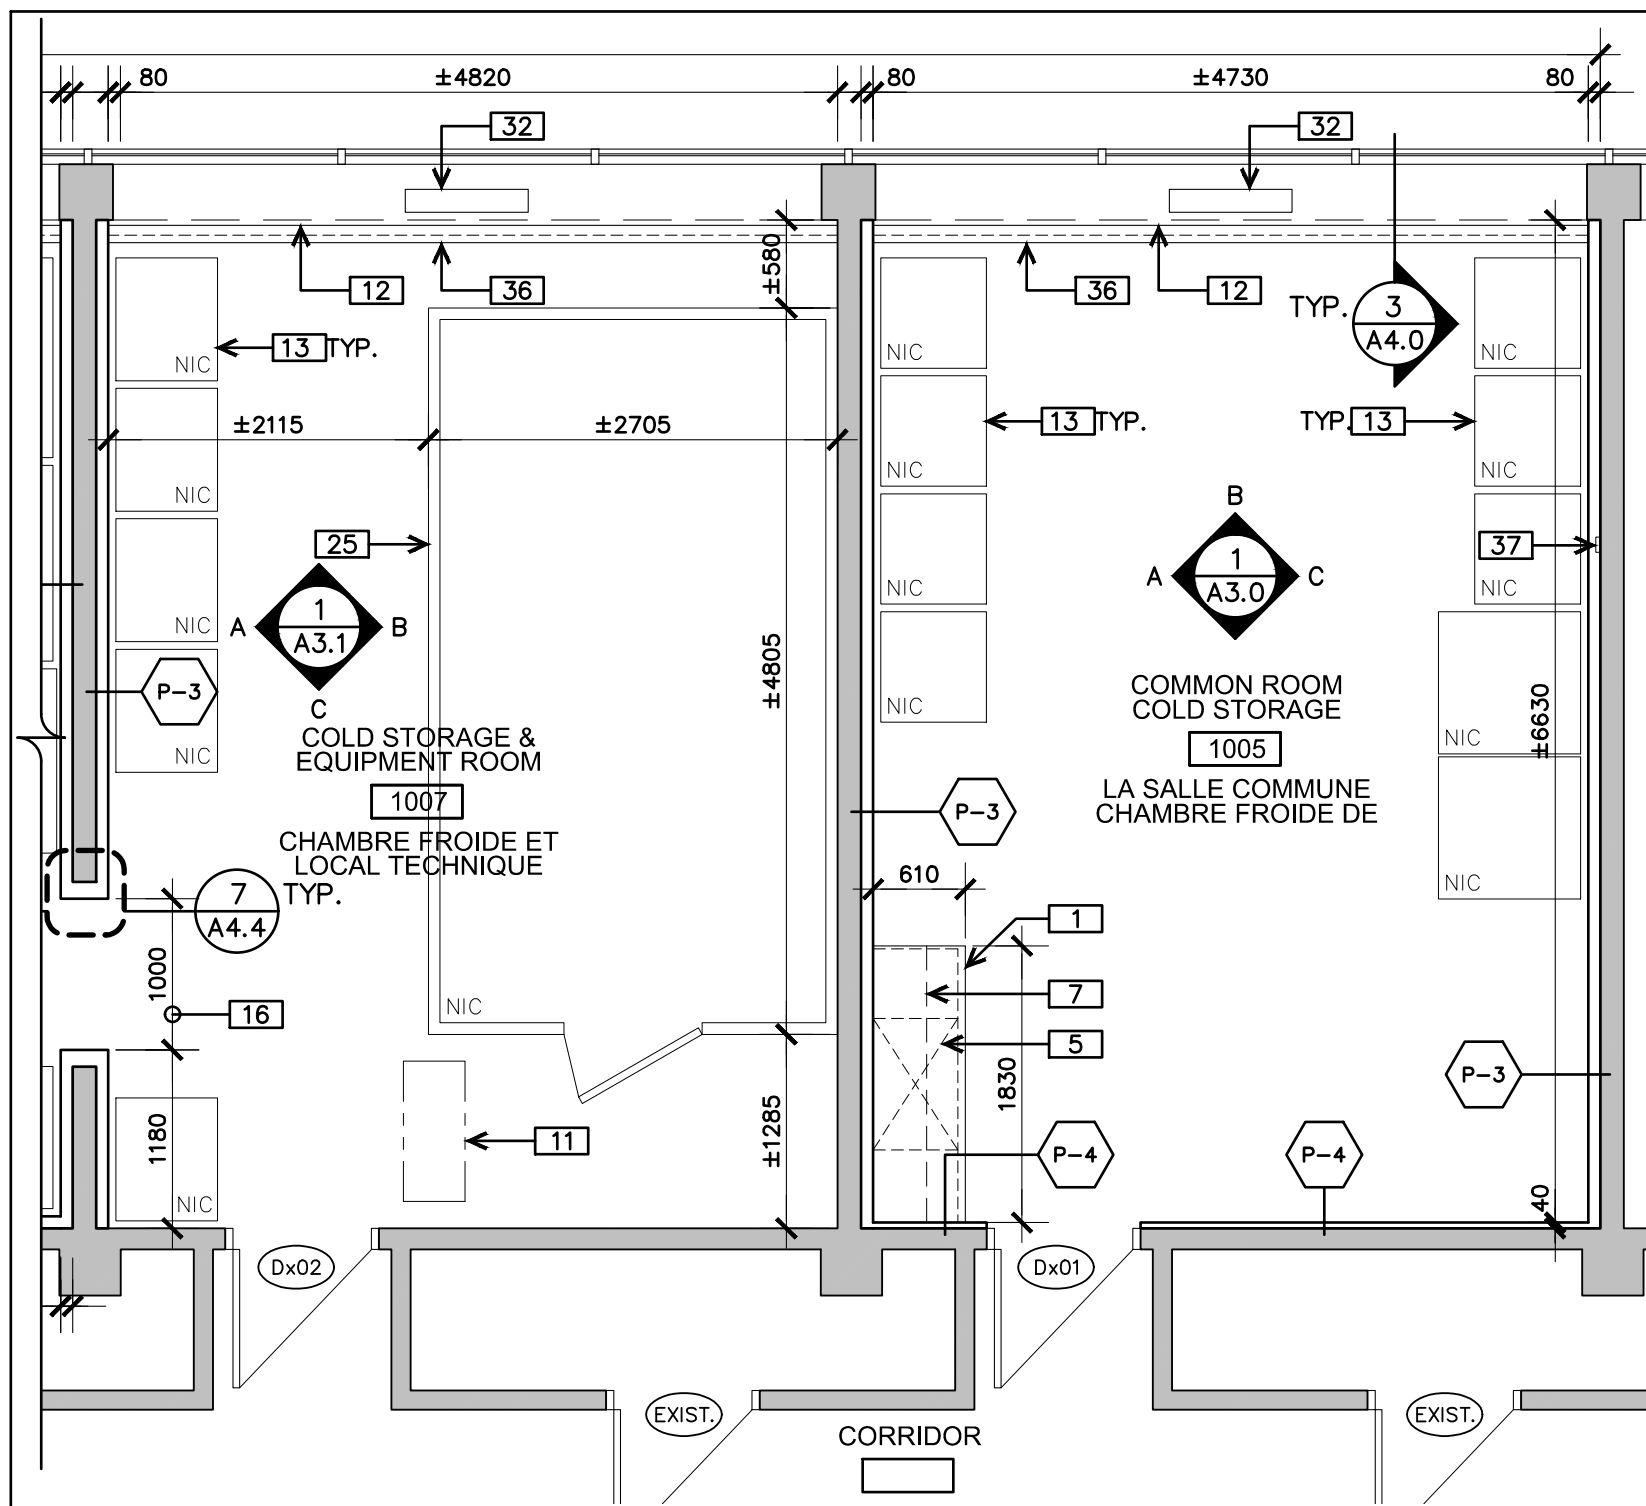 80
±4820
80
±4730
80
32
32
±580
12
36
36
12
TYP.
3
A4.0
NIC
13 TYP.
NIC
NIC
±2115
±2705
13 TYP.
TYP. 13
NIC
NIC
NIC
25
37
B
A
1
C
A3.0
NIC
NIC
A
1
B
A3.1
C
NIC
P-3
NIC
±4805
NIC
COLD STORAGE &
EQUIPMENT ROOM
1007
CHAMBRE FROIDE ET
LOCAL TECHNIQUE
COMMON ROOM
COLD STORAGE
1005
LA SALLE COMMUNE
CHAMBRE FROIDE DE
±6630
NIC
P-3
NIC
7
A4.4
TYP.
610
1
1000
16
NIC
7
5
1830
P-3
1180
NIC
11
±1285
P-4
P-4
40
Dx02
Dx01
EXIST.
EXIST.
CORRIDOR